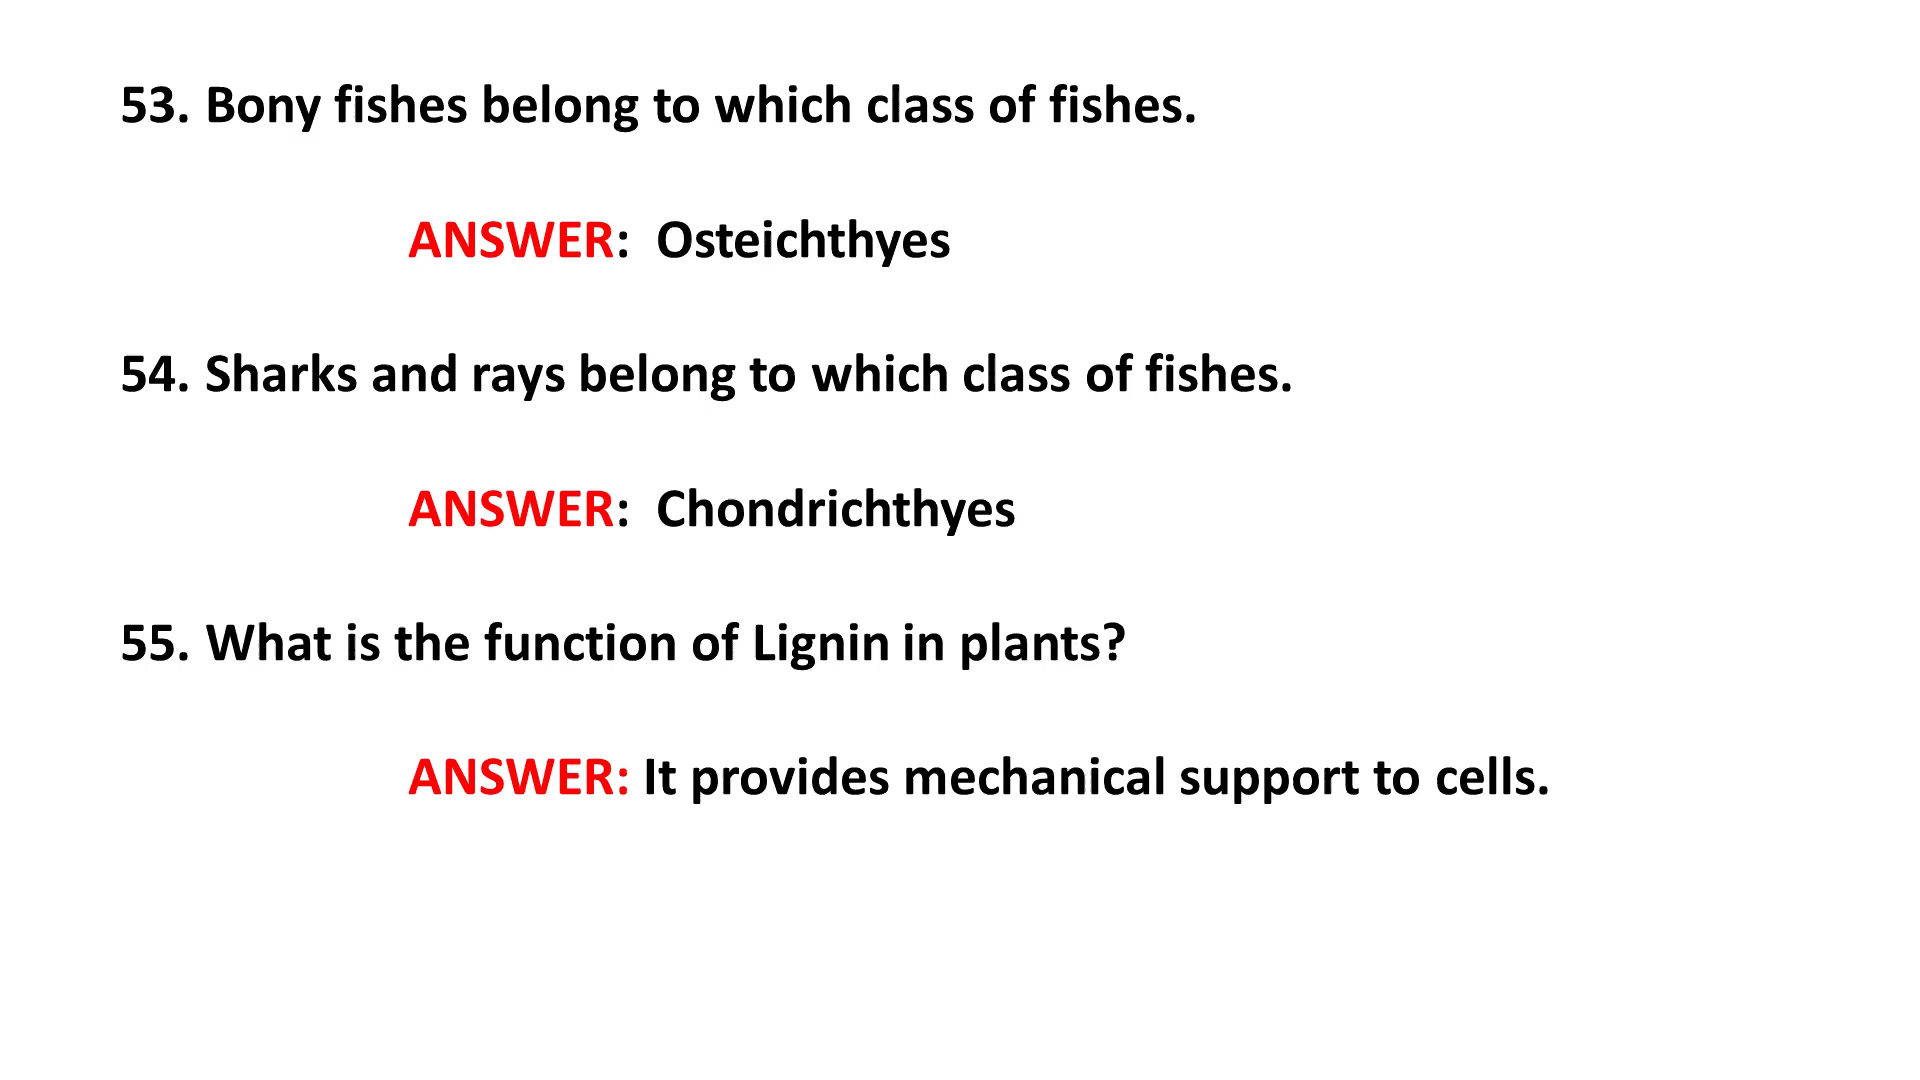 53. Bony fishes belong to which class of fishes.
ANSWER: Osteichthyes
54. Sharks and rays belong to which class of fishes.
ANSWER: Chondrichthyes
55. What is the function of Lignin in plants?
ANSWER: It provides mechanical support to cells.